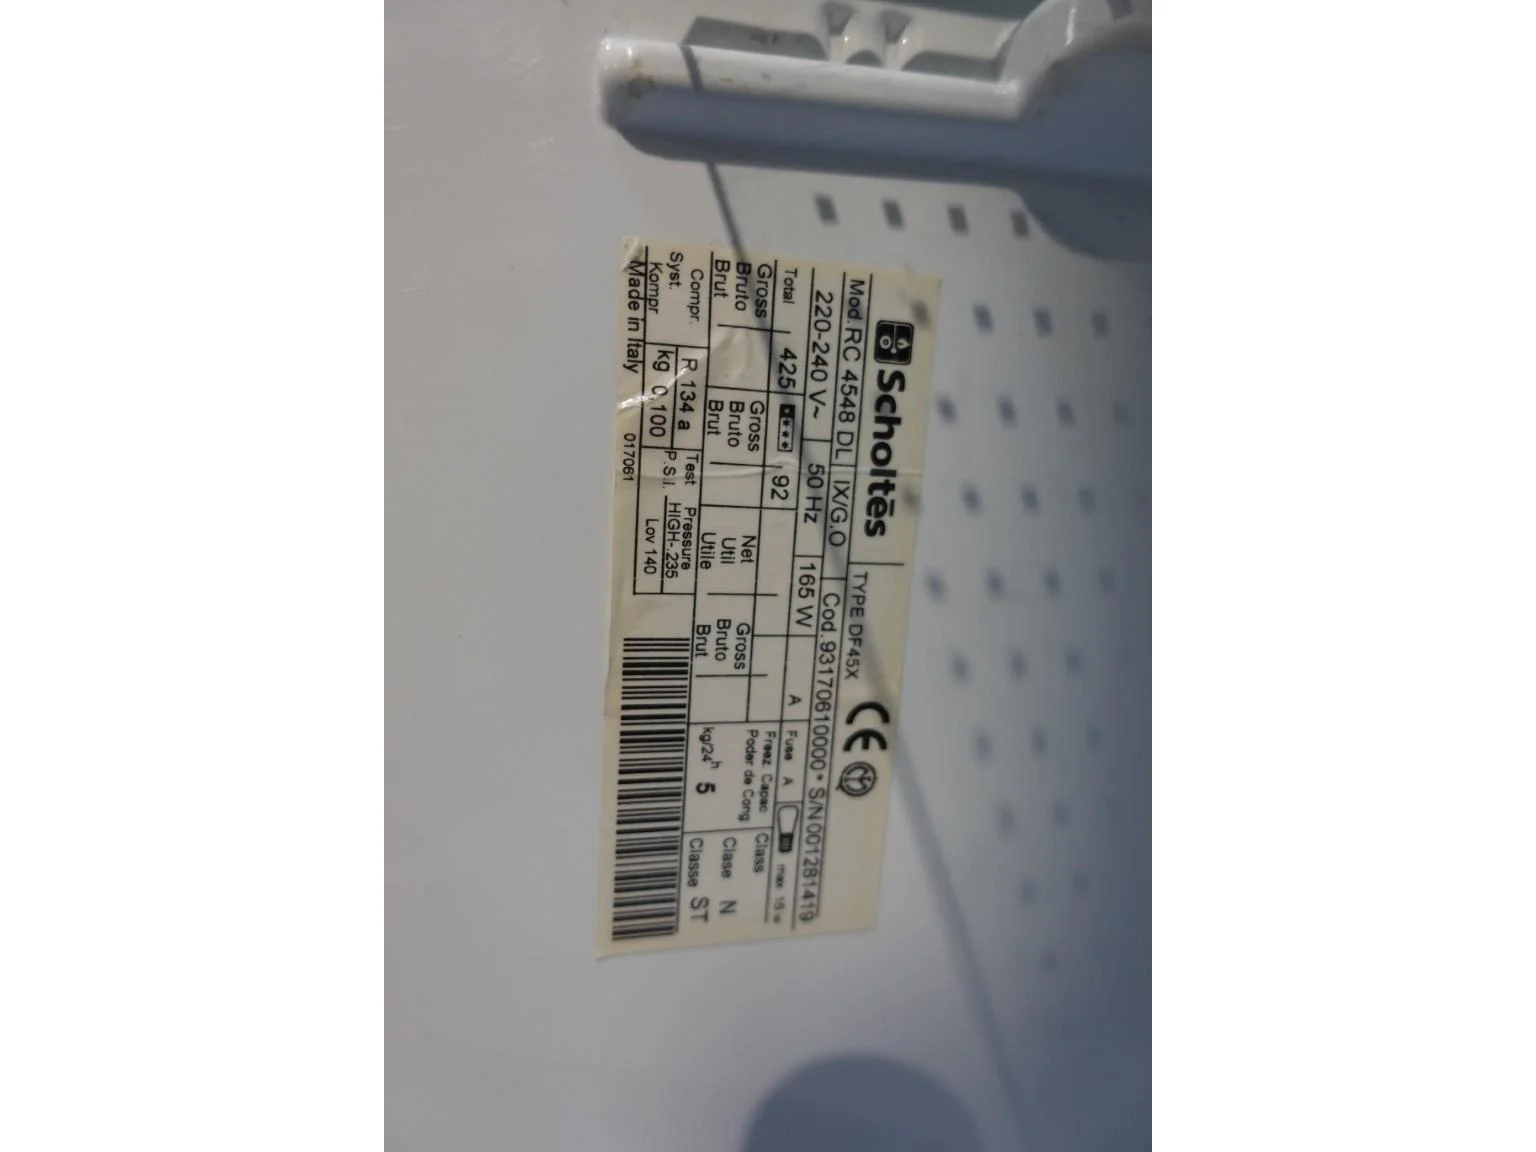 Scholtès
TYPE DF45X CE
Mod. RC 4548 DL IX/G.O Cod. 93170610000* S/N 001281419
220-240 V~ 50 Hz 165 W A Fuse A max 15 w
Total 425 92
Gross Bruto Brut
Gross Bruto Brut
Net Util Utile
Gross Bruto Brut
Freez. Capac
Poder de Cong
kg/24h 5
Class
Clase N
Classe ST
Compr.
Syst.
Kompr
R 134 a
kg 0,100
Test Pressure
P.S.I. HIGH-.235
Lov 140
Made in Italy 017061